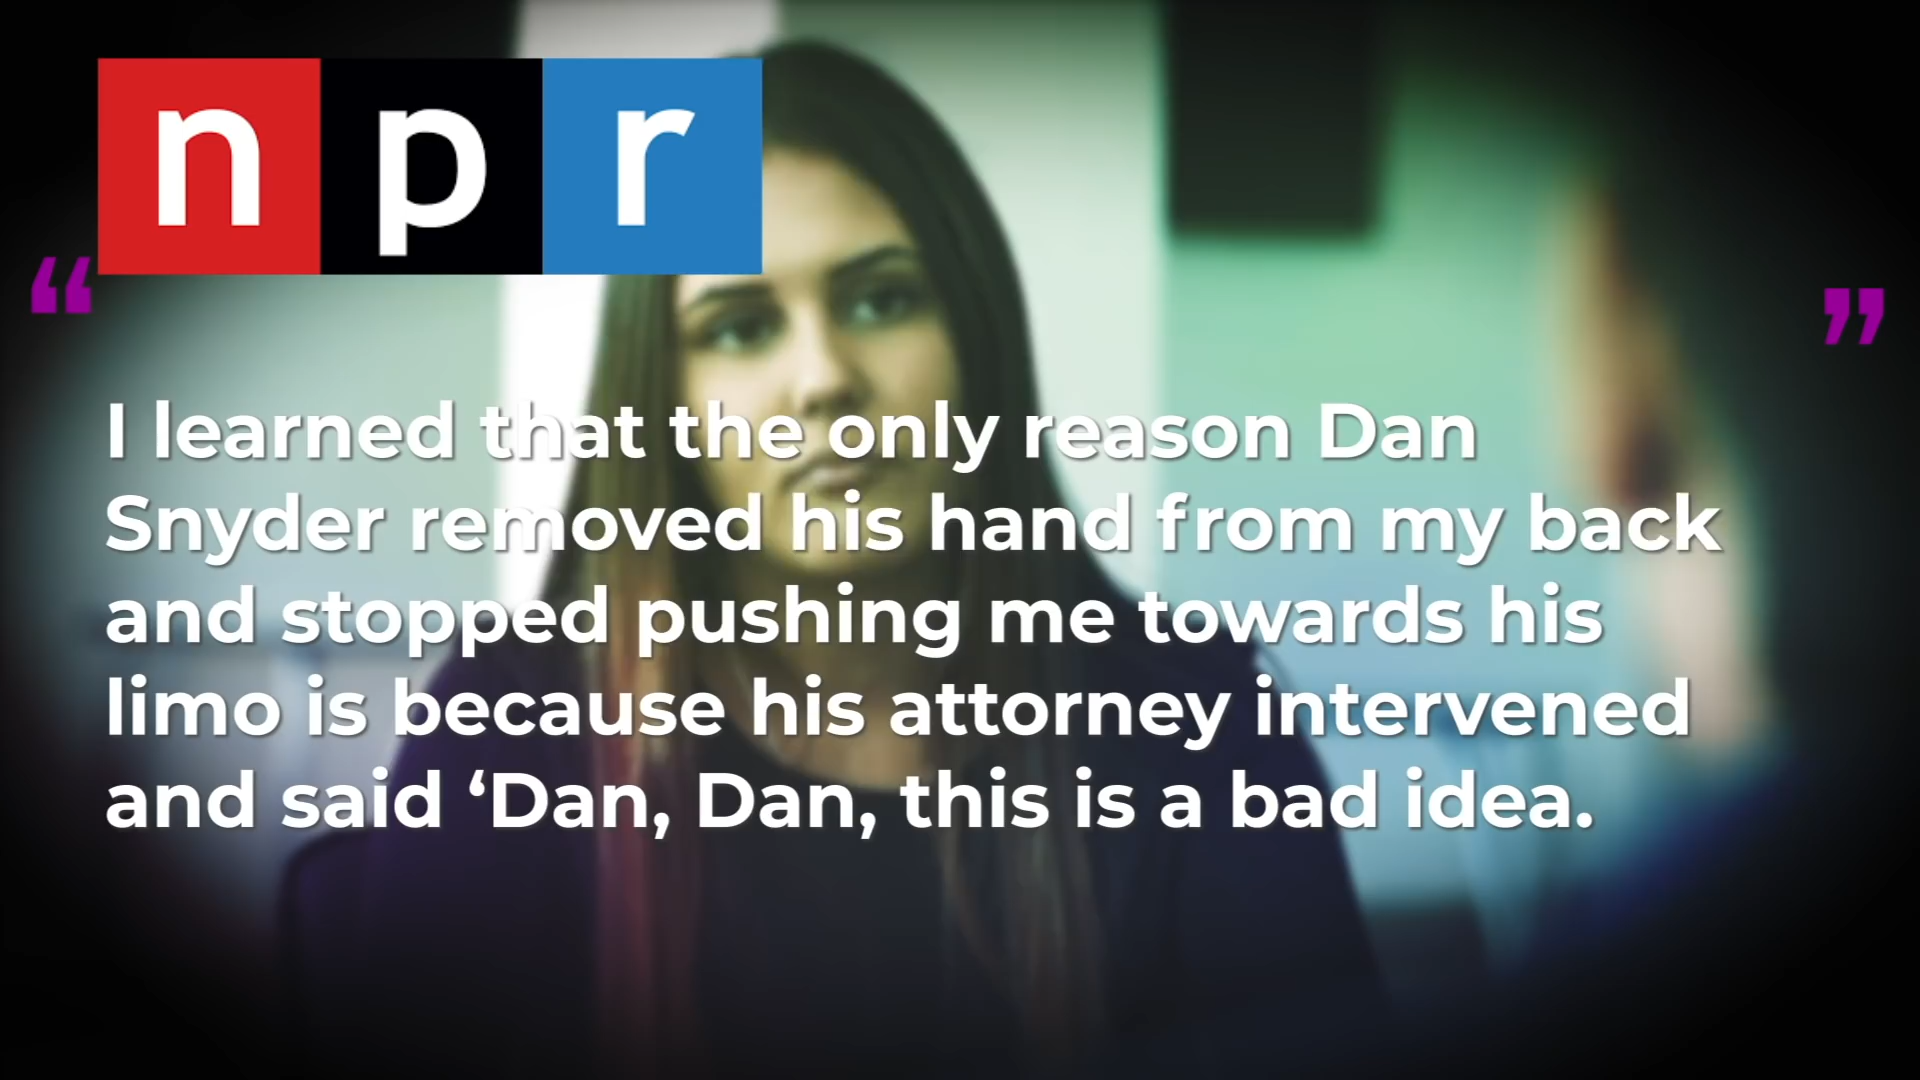 npr
“ ”
I learned that the only reason Dan
Snyder removed his hand from my back
and stopped pushing me towards his
limo is because his attorney intervened
and said ‘Dan, Dan, this is a bad idea.